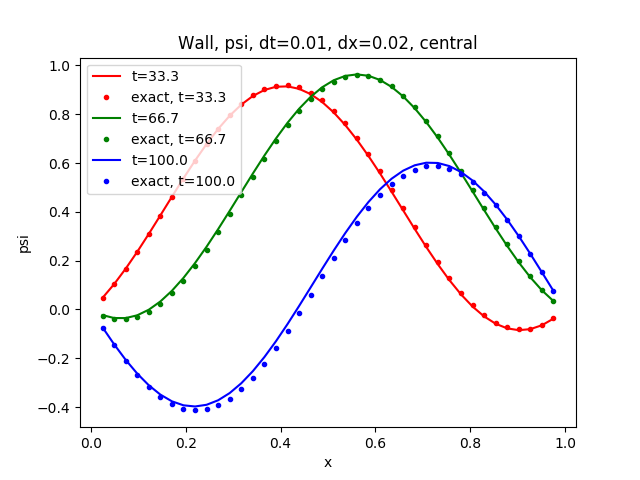 Wall, psi, dt=0.01, dx=0.02, central
t=33.3
exact, t=33.3
t=66.7
exact, t=66.7
t=100.0
exact, t=100.0
1.0
0.8
0.6
0.4
0.2
0.0
−0.2
−0.4
psi
0.0 0.2 0.4 0.6 0.8 1.0
x